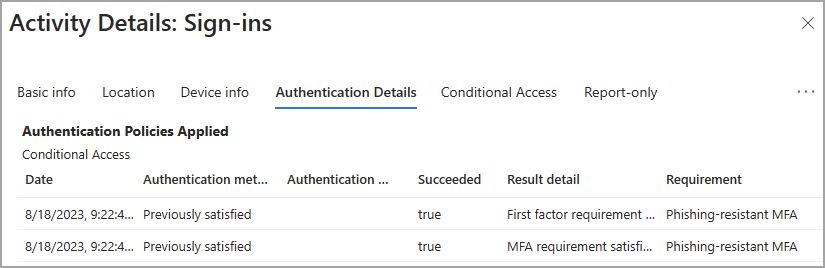 Activity Details: Sign-ins
Basic info Location Device info Authentication Details Conditional Access Report-only ...
Authentication Policies Applied
Conditional Access
Date Authentication met... Authentication ... Succeeded Result detail Requirement
8/18/2023, 9:22:4... Previously satisfied true First factor requirement ... Phishing-resistant MFA
8/18/2023, 9:22:4... Previously satisfied true MFA requirement satisfi... Phishing-resistant MFA